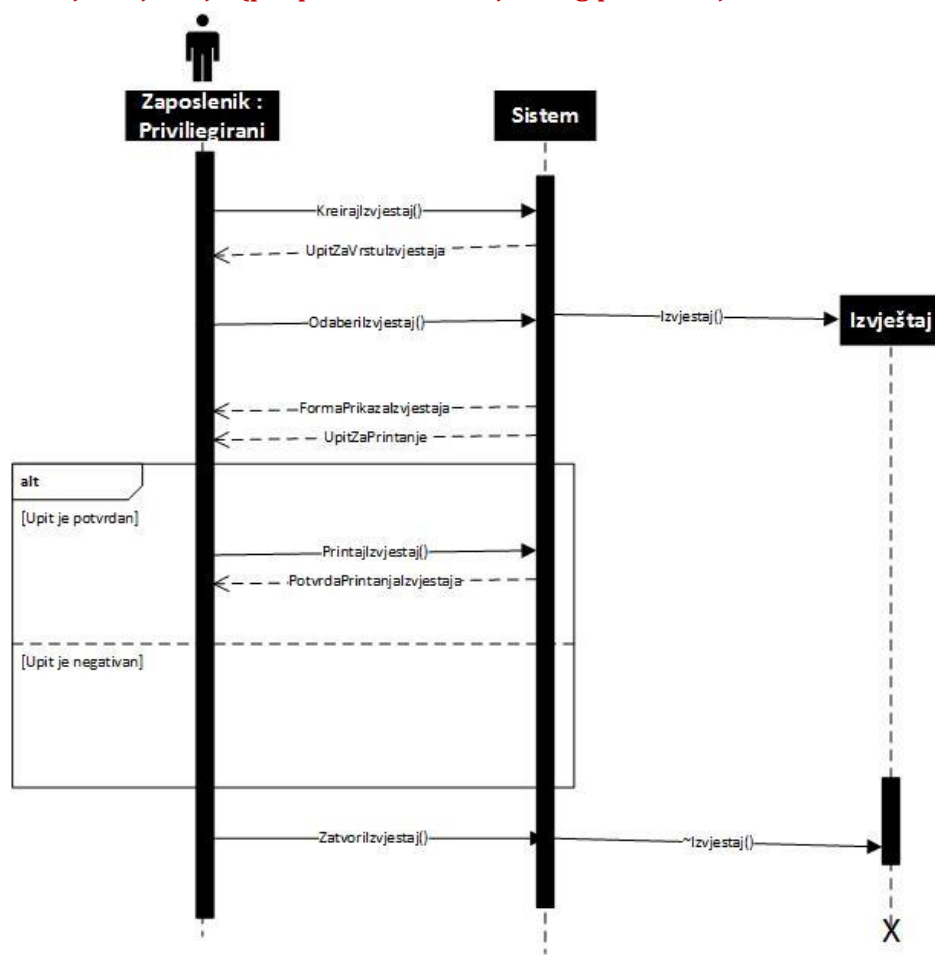 Zaposlenik :
Priviliegirani
Sistem
KreirajIzvjestaj()
UpitZaVrstuIzvjestaja
OdaberiIzvjestaj()
Izvjestaj()
Izvještaj
FormaPrikazaIzvjestaja
UpitZaPrintanje
alt
[Upit je potvrdan]
PrintajIzvjestaj()
PotvrdaPrintanjaIzvjestaja
[Upit je negativan]
ZatvoriIzvjestaj()
~Izvjestaj()
X